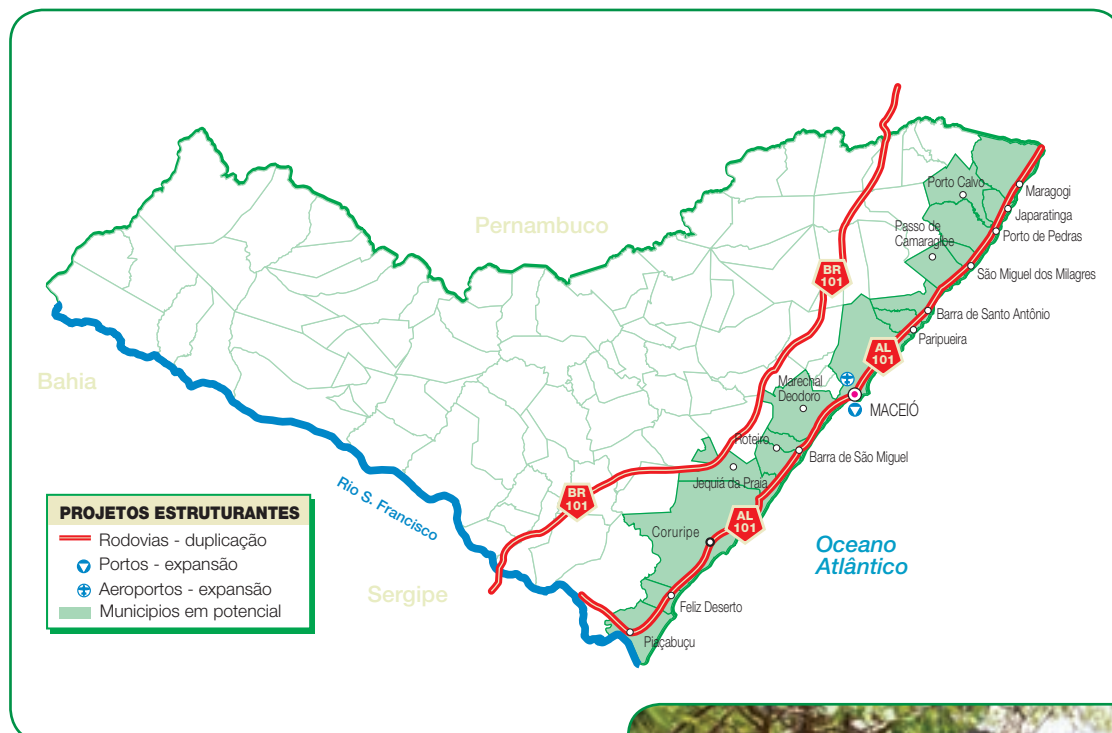 Pernambuco
Bahia
Sergipe
Rio S. Francisco
Oceano
Atlântico
BR
101
BR
101
AL
101
AL
101
Porto Calvo
Maragogi
Japaratinga
Porto de Pedras
Passo de
Camaragibe
São Miguel dos Milagres
Barra de Santo Antônio
Paripueira
MACEIÓ
Marechal
Deodoro
Roteiro
Barra de São Miguel
Jequiá da Praia
Coruripe
Feliz Deserto
Piaçabuçu
PROJETOS ESTRUTURANTES
Rodovias - duplicação
Portos - expansão
Aeroportos - expansão
Municipios em potencial